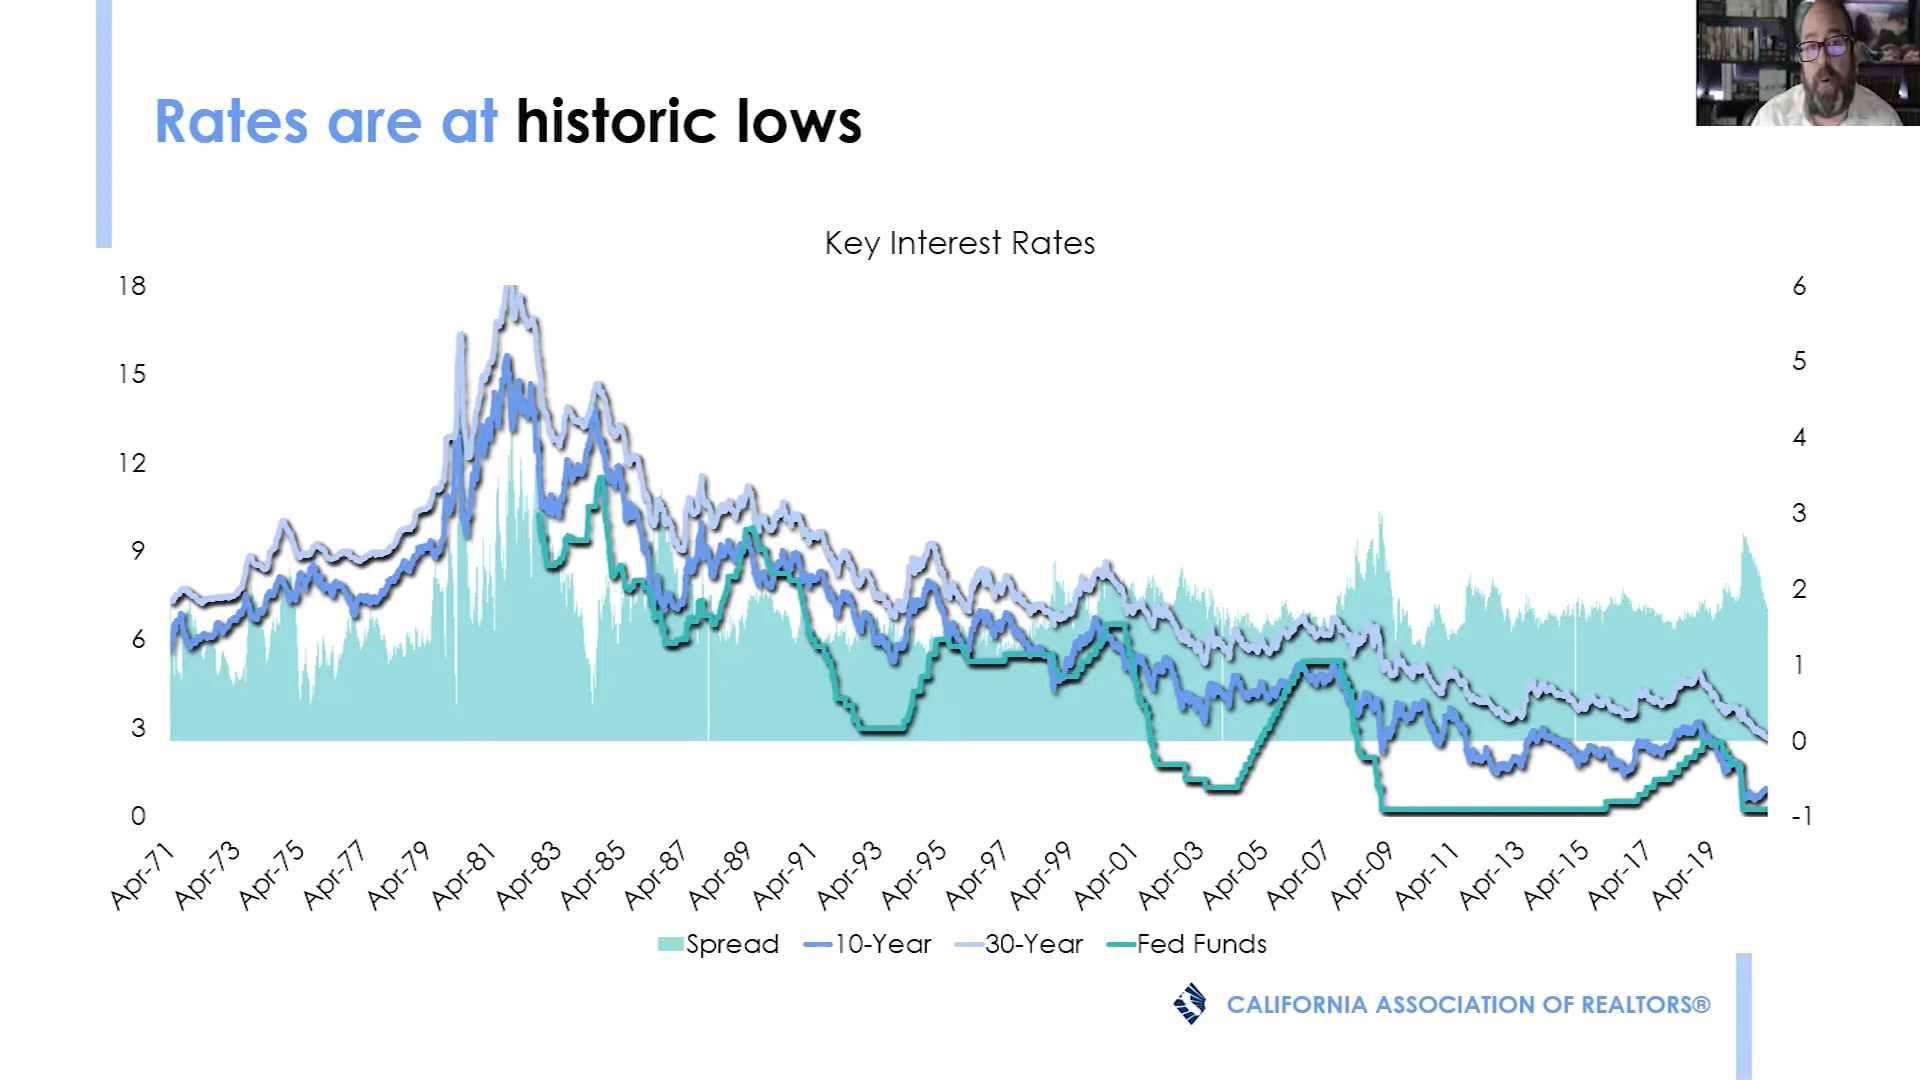 Rates are at historic lows
Key Interest Rates
18
15
12
9
6
3
0
6
5
4
3
2
1
0
-1
Apr-71
Apr-73
Apr-75
Apr-77
Apr-79
Apr-81
Apr-83
Apr-85
Apr-87
Apr-89
Apr-91
Apr-93
Apr-95
Apr-97
Apr-99
Apr-01
Apr-03
Apr-05
Apr-07
Apr-09
Apr-11
Apr-13
Apr-15
Apr-17
Apr-19
Spread 10-Year 30-Year Fed Funds
CALIFORNIA ASSOCIATION OF REALTORS®